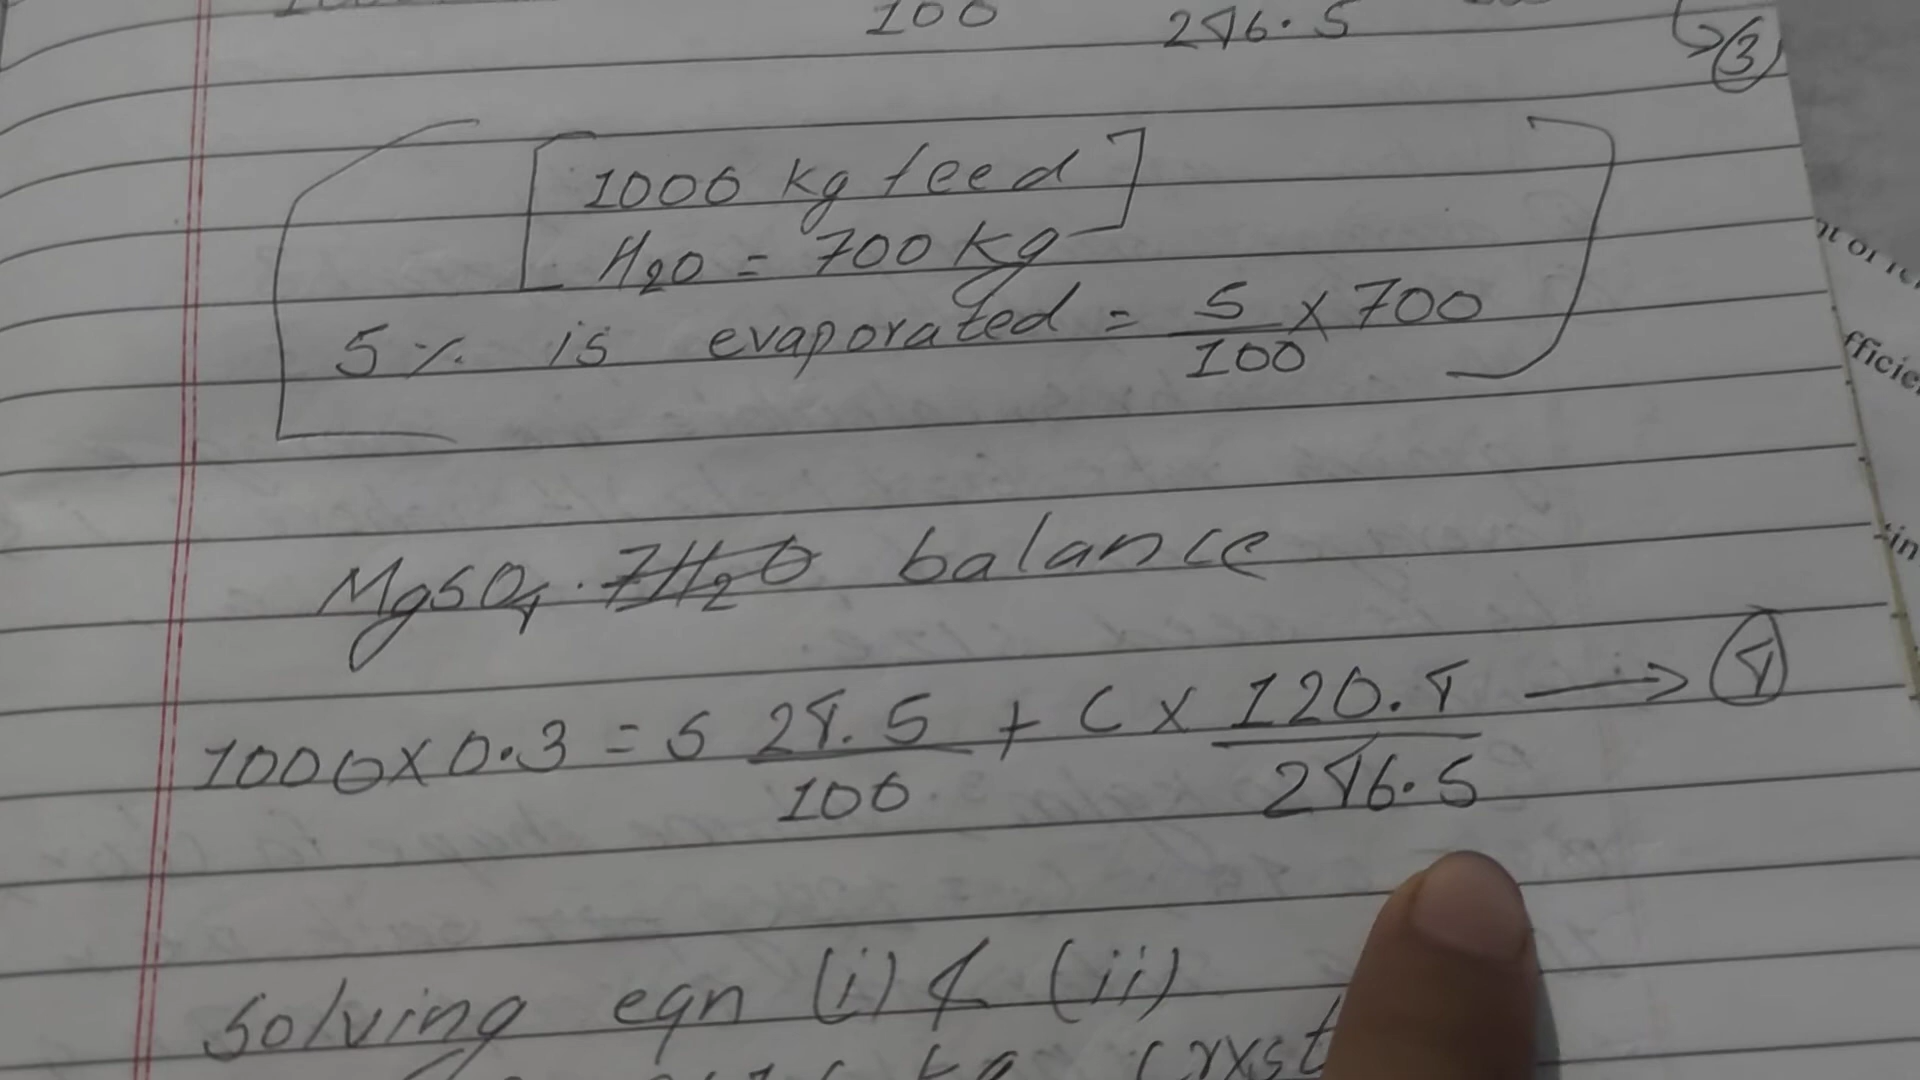 100 246.5
3
1000 kg feed
H2O = 700 kg
5 % is evaporated = 5/100 × 700
MgSO4 · 7H2O balance
1000 × 0.3 = S 24.5/100 + C × 120.4/246.5 → 4
Solving eqn (i) & (ii)